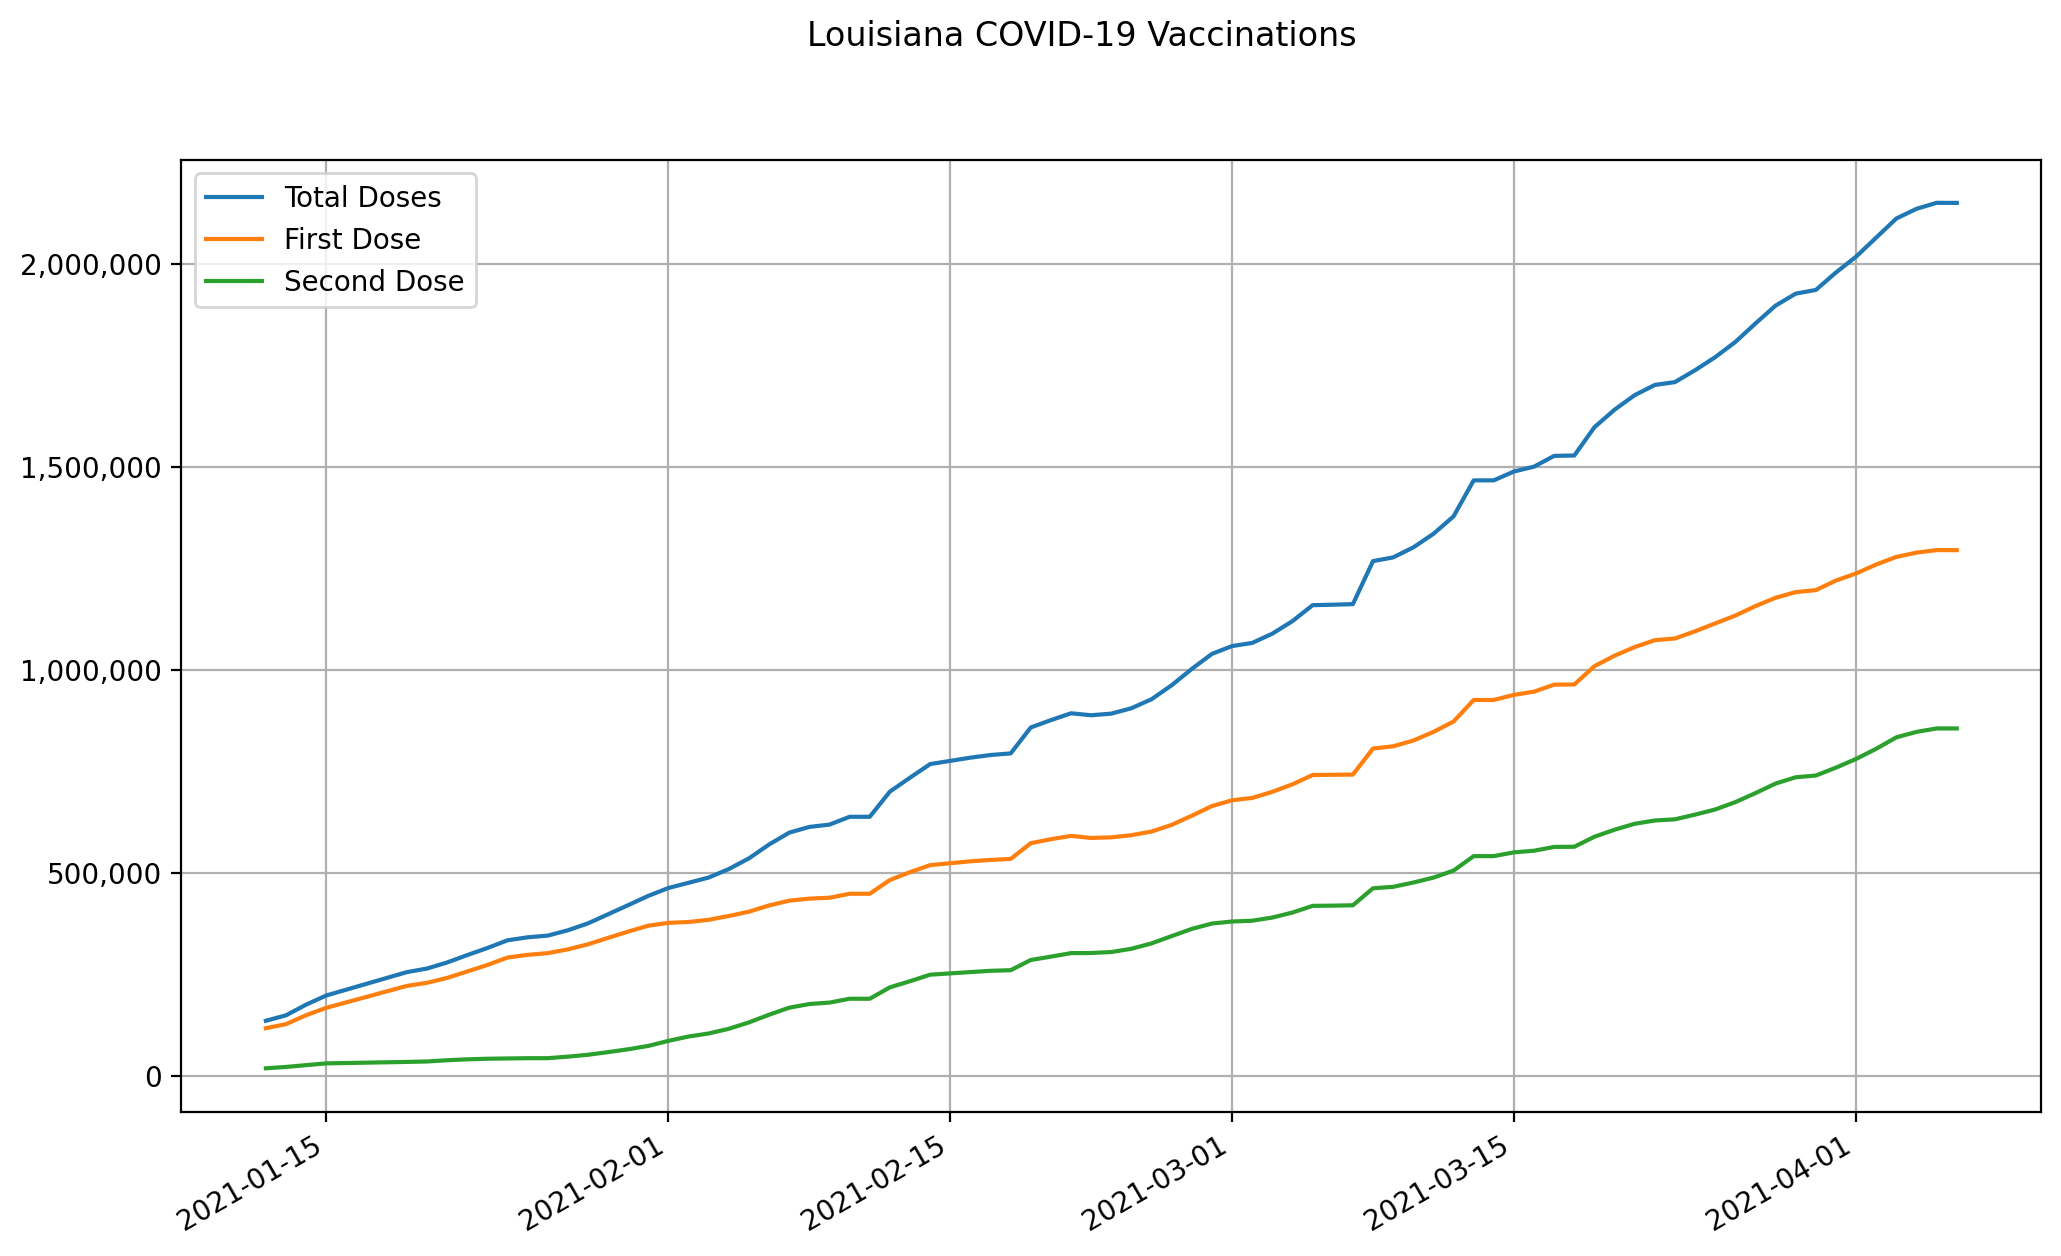 Louisiana COVID-19 Vaccinations
Total Doses
First Dose
Second Dose
2,000,000
1,500,000
1,000,000
500,000
0
2021-01-15
2021-02-01
2021-02-15
2021-03-01
2021-03-15
2021-04-01